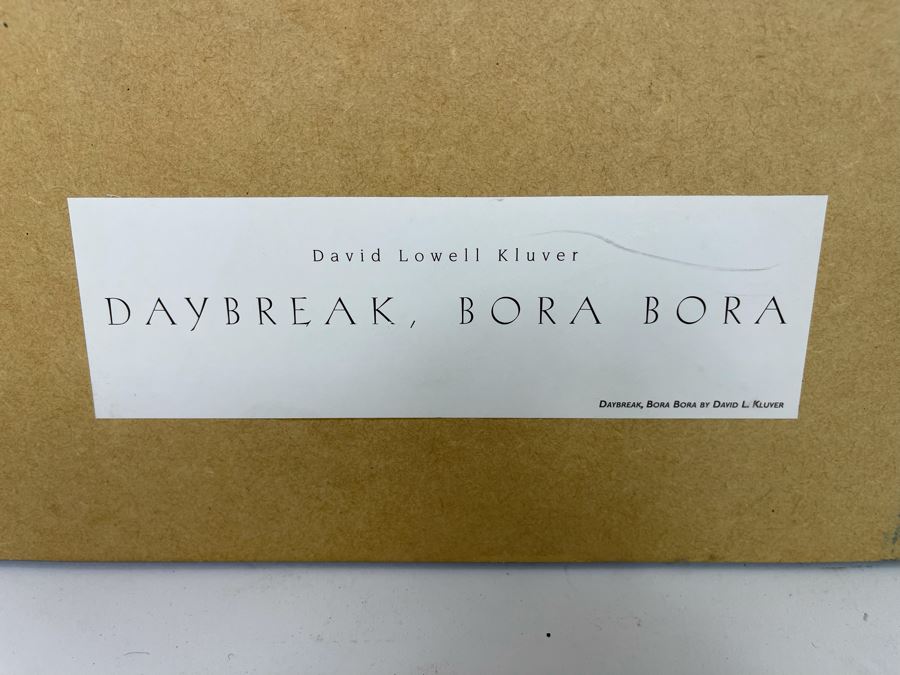 David Lowell Kluver
DAYBREAK, BORA BORA
DAYBREAK, BORA BORA BY DAVID L. KLUVER